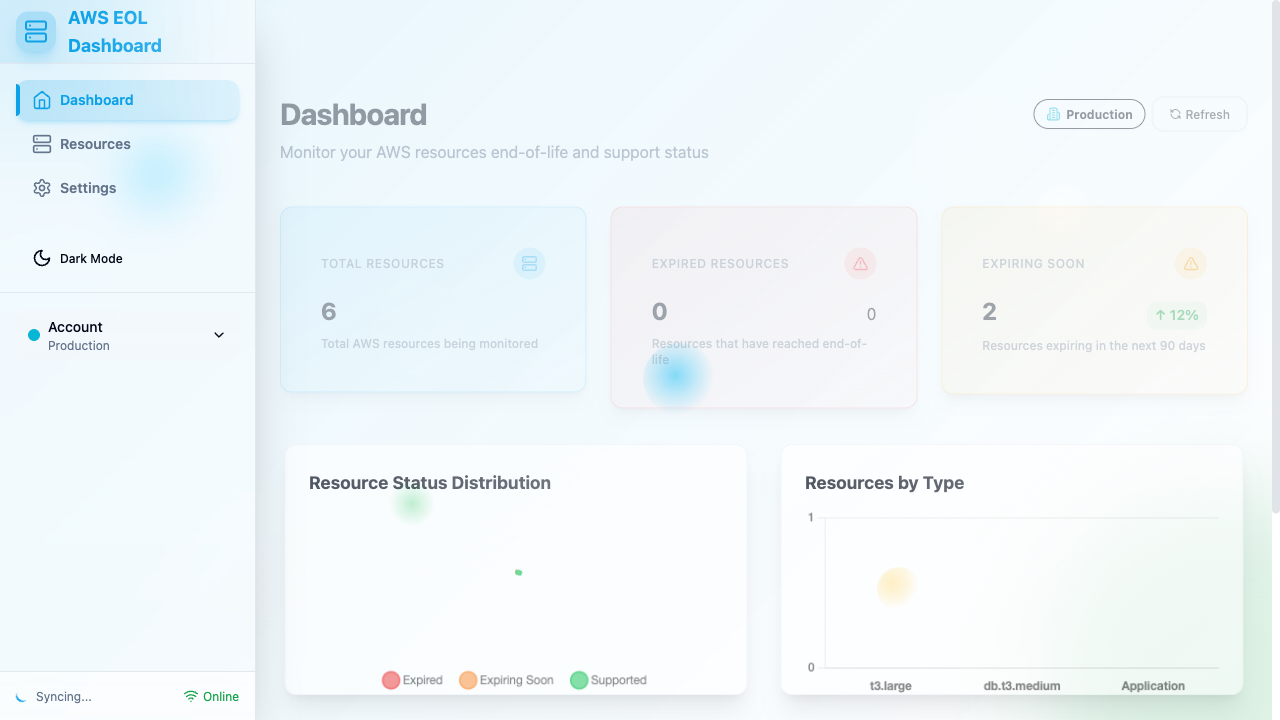 AWS EOL
Dashboard
Dashboard
Resources
Settings
Dark Mode
Account
Production
Syncing...
Online
Dashboard
Monitor your AWS resources end-of-life and support status
Production
Refresh
TOTAL RESOURCES
6
Total AWS resources being monitored
EXPIRED RESOURCES
0
0
Resources that have reached end-of-
life
EXPIRING SOON
2
↑ 12%
Resources expiring in the next 90 days
Resource Status Distribution
Expired
Expiring Soon
Supported
Resources by Type
1
0
t3.large
db.t3.medium
Application